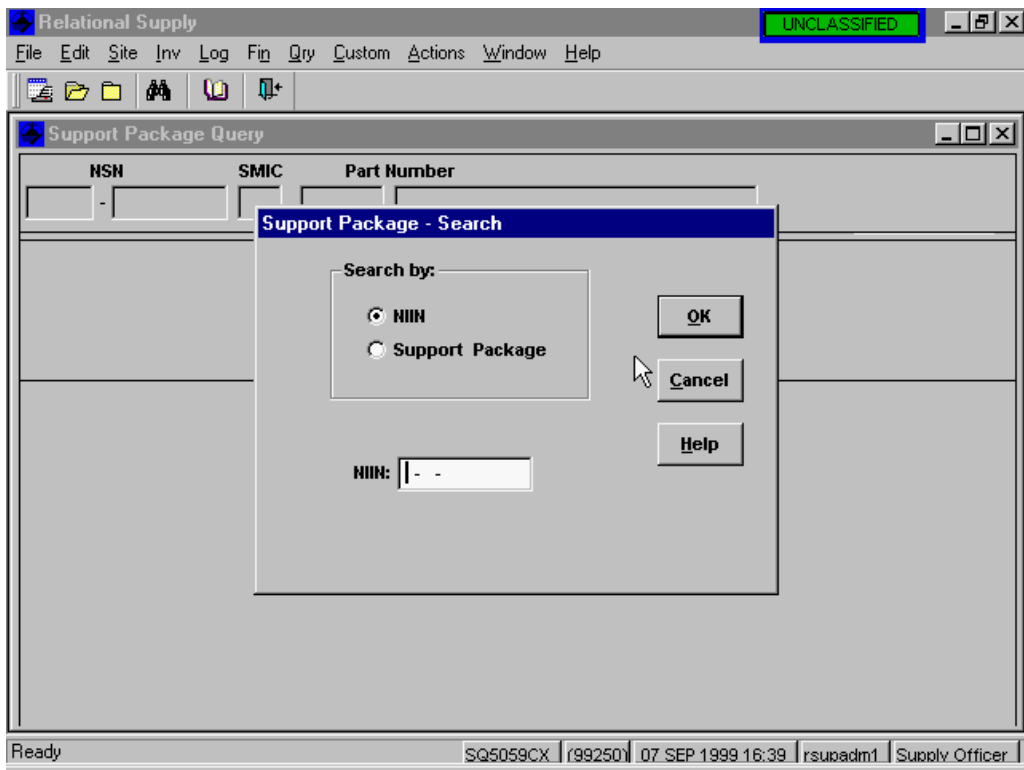 Relational Supply UNCLASSIFIED
File Edit Site Inv Log Fin Qry Custom Actions Window Help
Support Package Query
NSN SMIC Part Number
-
Support Package - Search
Search by:
NIIN
Support Package
OK
Cancel
Help
NIIN: - -
Ready SQ5059CX (99250) 07 SEP 1999 16:39 rsupadm1 Supply Officer